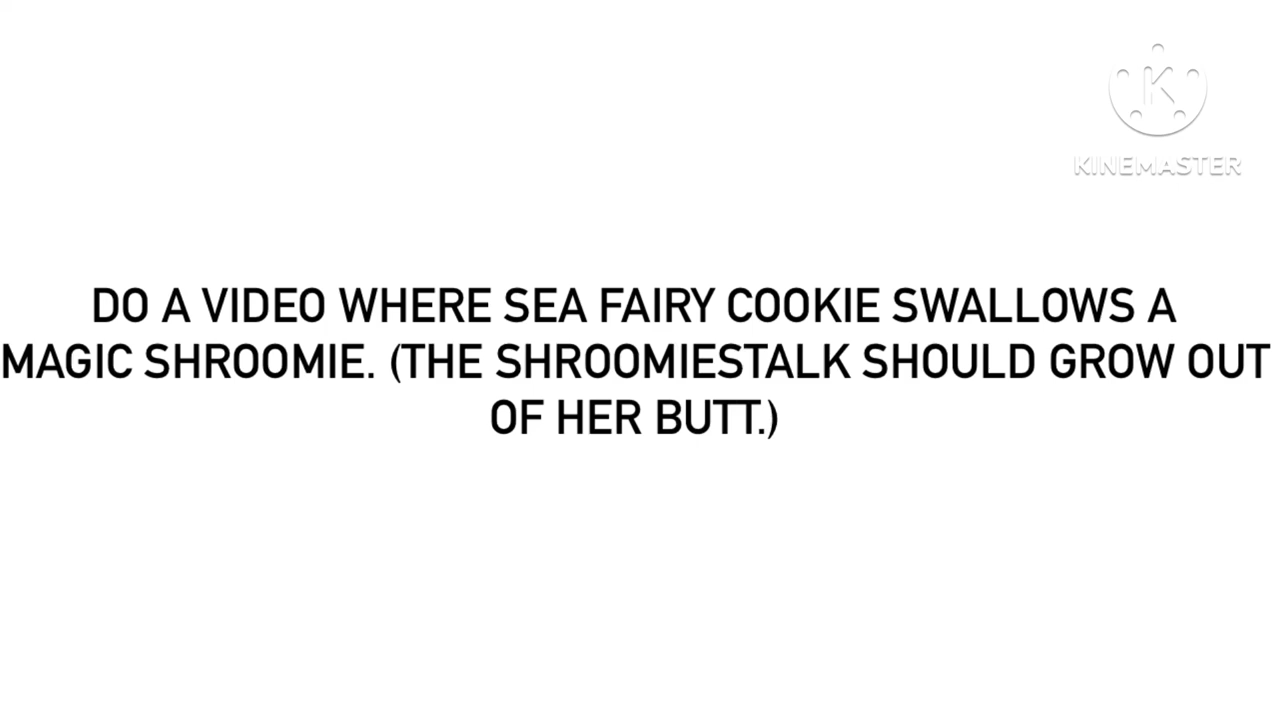 KINEMASTER
DO A VIDEO WHERE SEA FAIRY COOKIE SWALLOWS A
MAGIC SHROOMIE. (THE SHROOMIESTALK SHOULD GROW OUT
OF HER BUTT.)